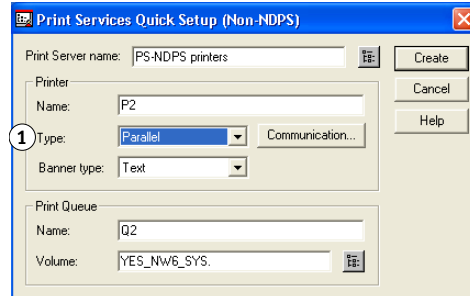 Print Services Quick Setup (Non-NDPS)
Print Server name: PS-NDPS printers
Create
Printer
Cancel
Name: P2
Help
1 Type: Parallel Communication...
Banner type: Text
Print Queue
Name: Q2
Volume: YES_NW6_SYS.